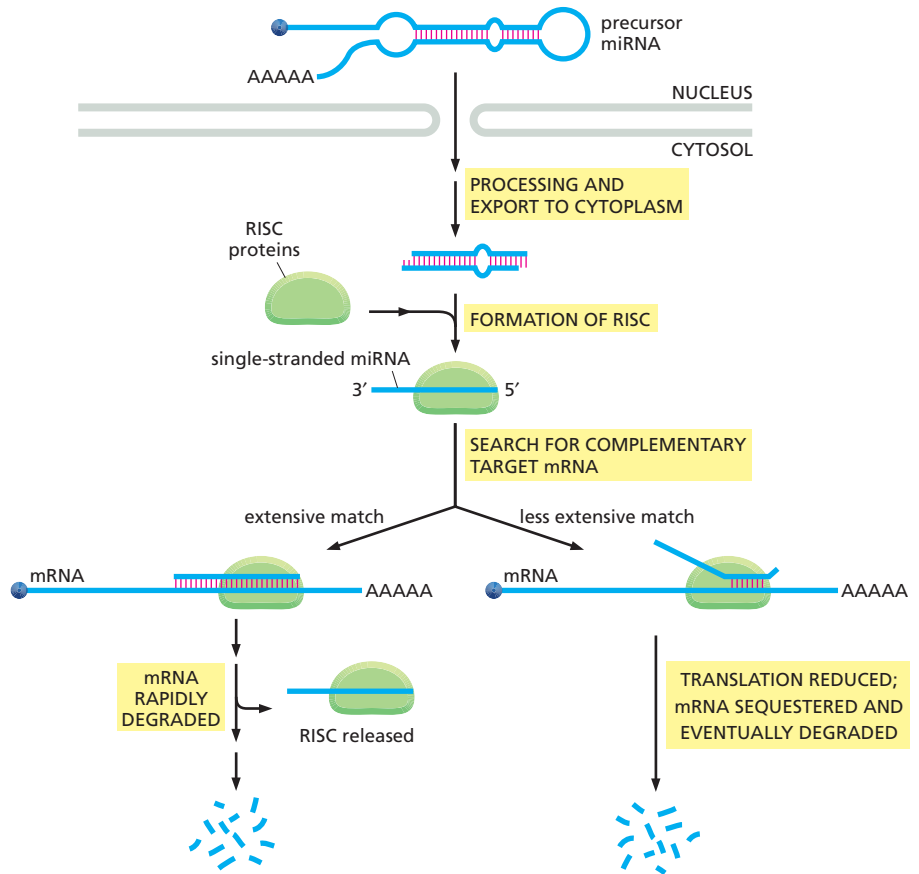 precursor
miRNA
AAAAA
NUCLEUS
CYTOSOL
PROCESSING AND
EXPORT TO CYTOPLASM
RISC
proteins
FORMATION OF RISC
single-stranded miRNA
3′
5′
SEARCH FOR COMPLEMENTARY
TARGET mRNA
extensive match
less extensive match
mRNA
AAAAA
mRNA
AAAAA
mRNA
RAPIDLY
DEGRADED
RISC released
TRANSLATION REDUCED;
mRNA SEQUESTERED AND
EVENTUALLY DEGRADED